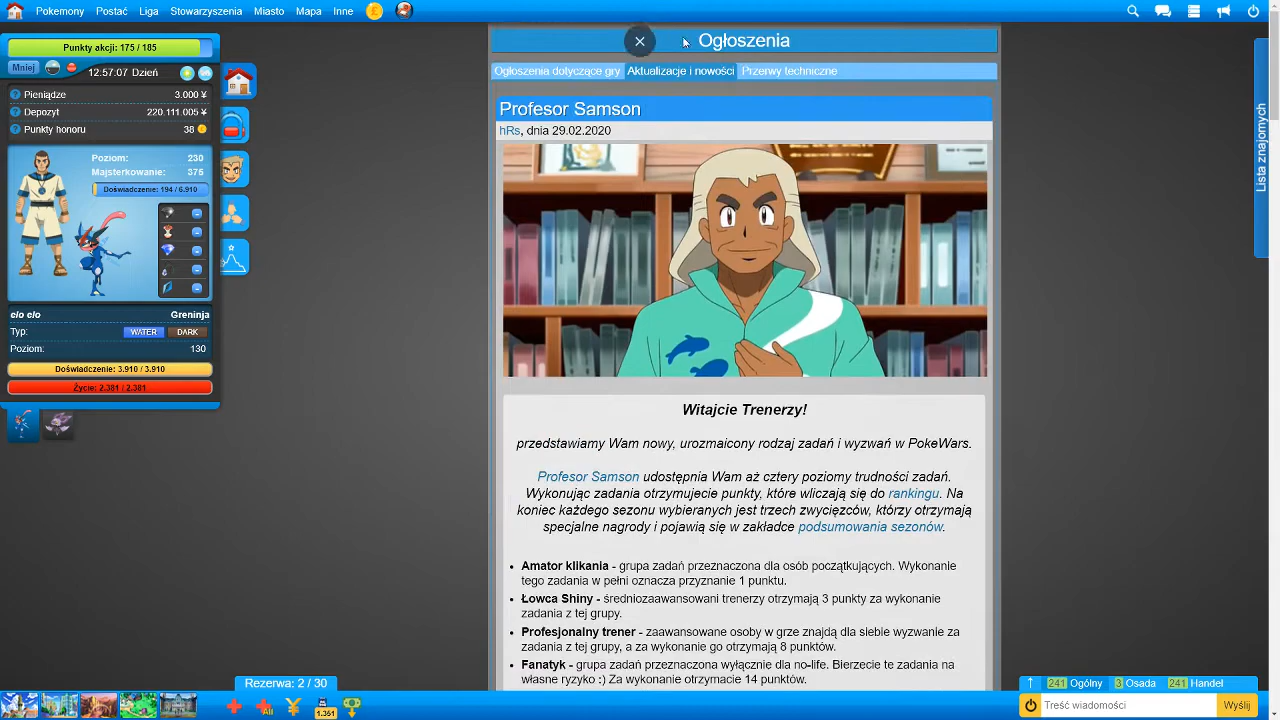 Pokemony Postać Liga Stowarzyszenia Miasto Mapa Inne
Punkty akcji: 175 / 185
Mniej 12:57:07 Dzień
Pieniądze 3.000 ¥
Depozyt 220.111.005 ¥
Punkty honoru 38
Poziom: 230
Majsterkowanie: 375
Doświadczenie: 194 / 6.910
clo clo Greninja
Typ: WATER DARK
Poziom: 130
Doświadczenie: 3.910 / 3.910
Życie: 2.381 / 2.381
Ogłoszenia
Ogłoszenia dotyczące gry Aktualizacje i nowości Przerwy techniczne
Profesor Samson
hRs, dnia 29.02.2020
Witajcie Trenerzy!
przedstawiamy Wam nowy, urozmaicony rodzaj zadań i wyzwań w PokeWars.
Profesor Samson udostępnia Wam aż cztery poziomy trudności zadań.
Wykonując zadania otrzymujecie punkty, które wliczają się do rankingu. Na
koniec każdego sezonu wybieranych jest trzech zwycięzców, którzy otrzymają
specjalne nagrody i pojawią się w zakładce podsumowania sezonów.
Amator klikania - grupa zadań przeznaczona dla osób początkujących. Wykonanie
tego zadania w pełni oznacza przyznanie 1 punktu.
Łowca Shiny - średniozaawansowani trenerzy otrzymają 3 punkty za wykonanie
zadania z tej grupy.
Profesjonalny trener - zaawansowane osoby w grze znajdą dla siebie wyzwanie za
zadania z tej grupy, a za wykonanie go otrzymają 8 punktów.
Fanatyk - grupa zadań przeznaczona wyłącznie dla no-life. Bierzecie te zadania na
własne ryzyko :) Za wykonanie otrzymacie 14 punktów.
Lista znajomych
Rezerwa: 2 / 30
All 1.361
241 Ogólny 3 Osada 241 Handel
Treść wiadomości Wyślij